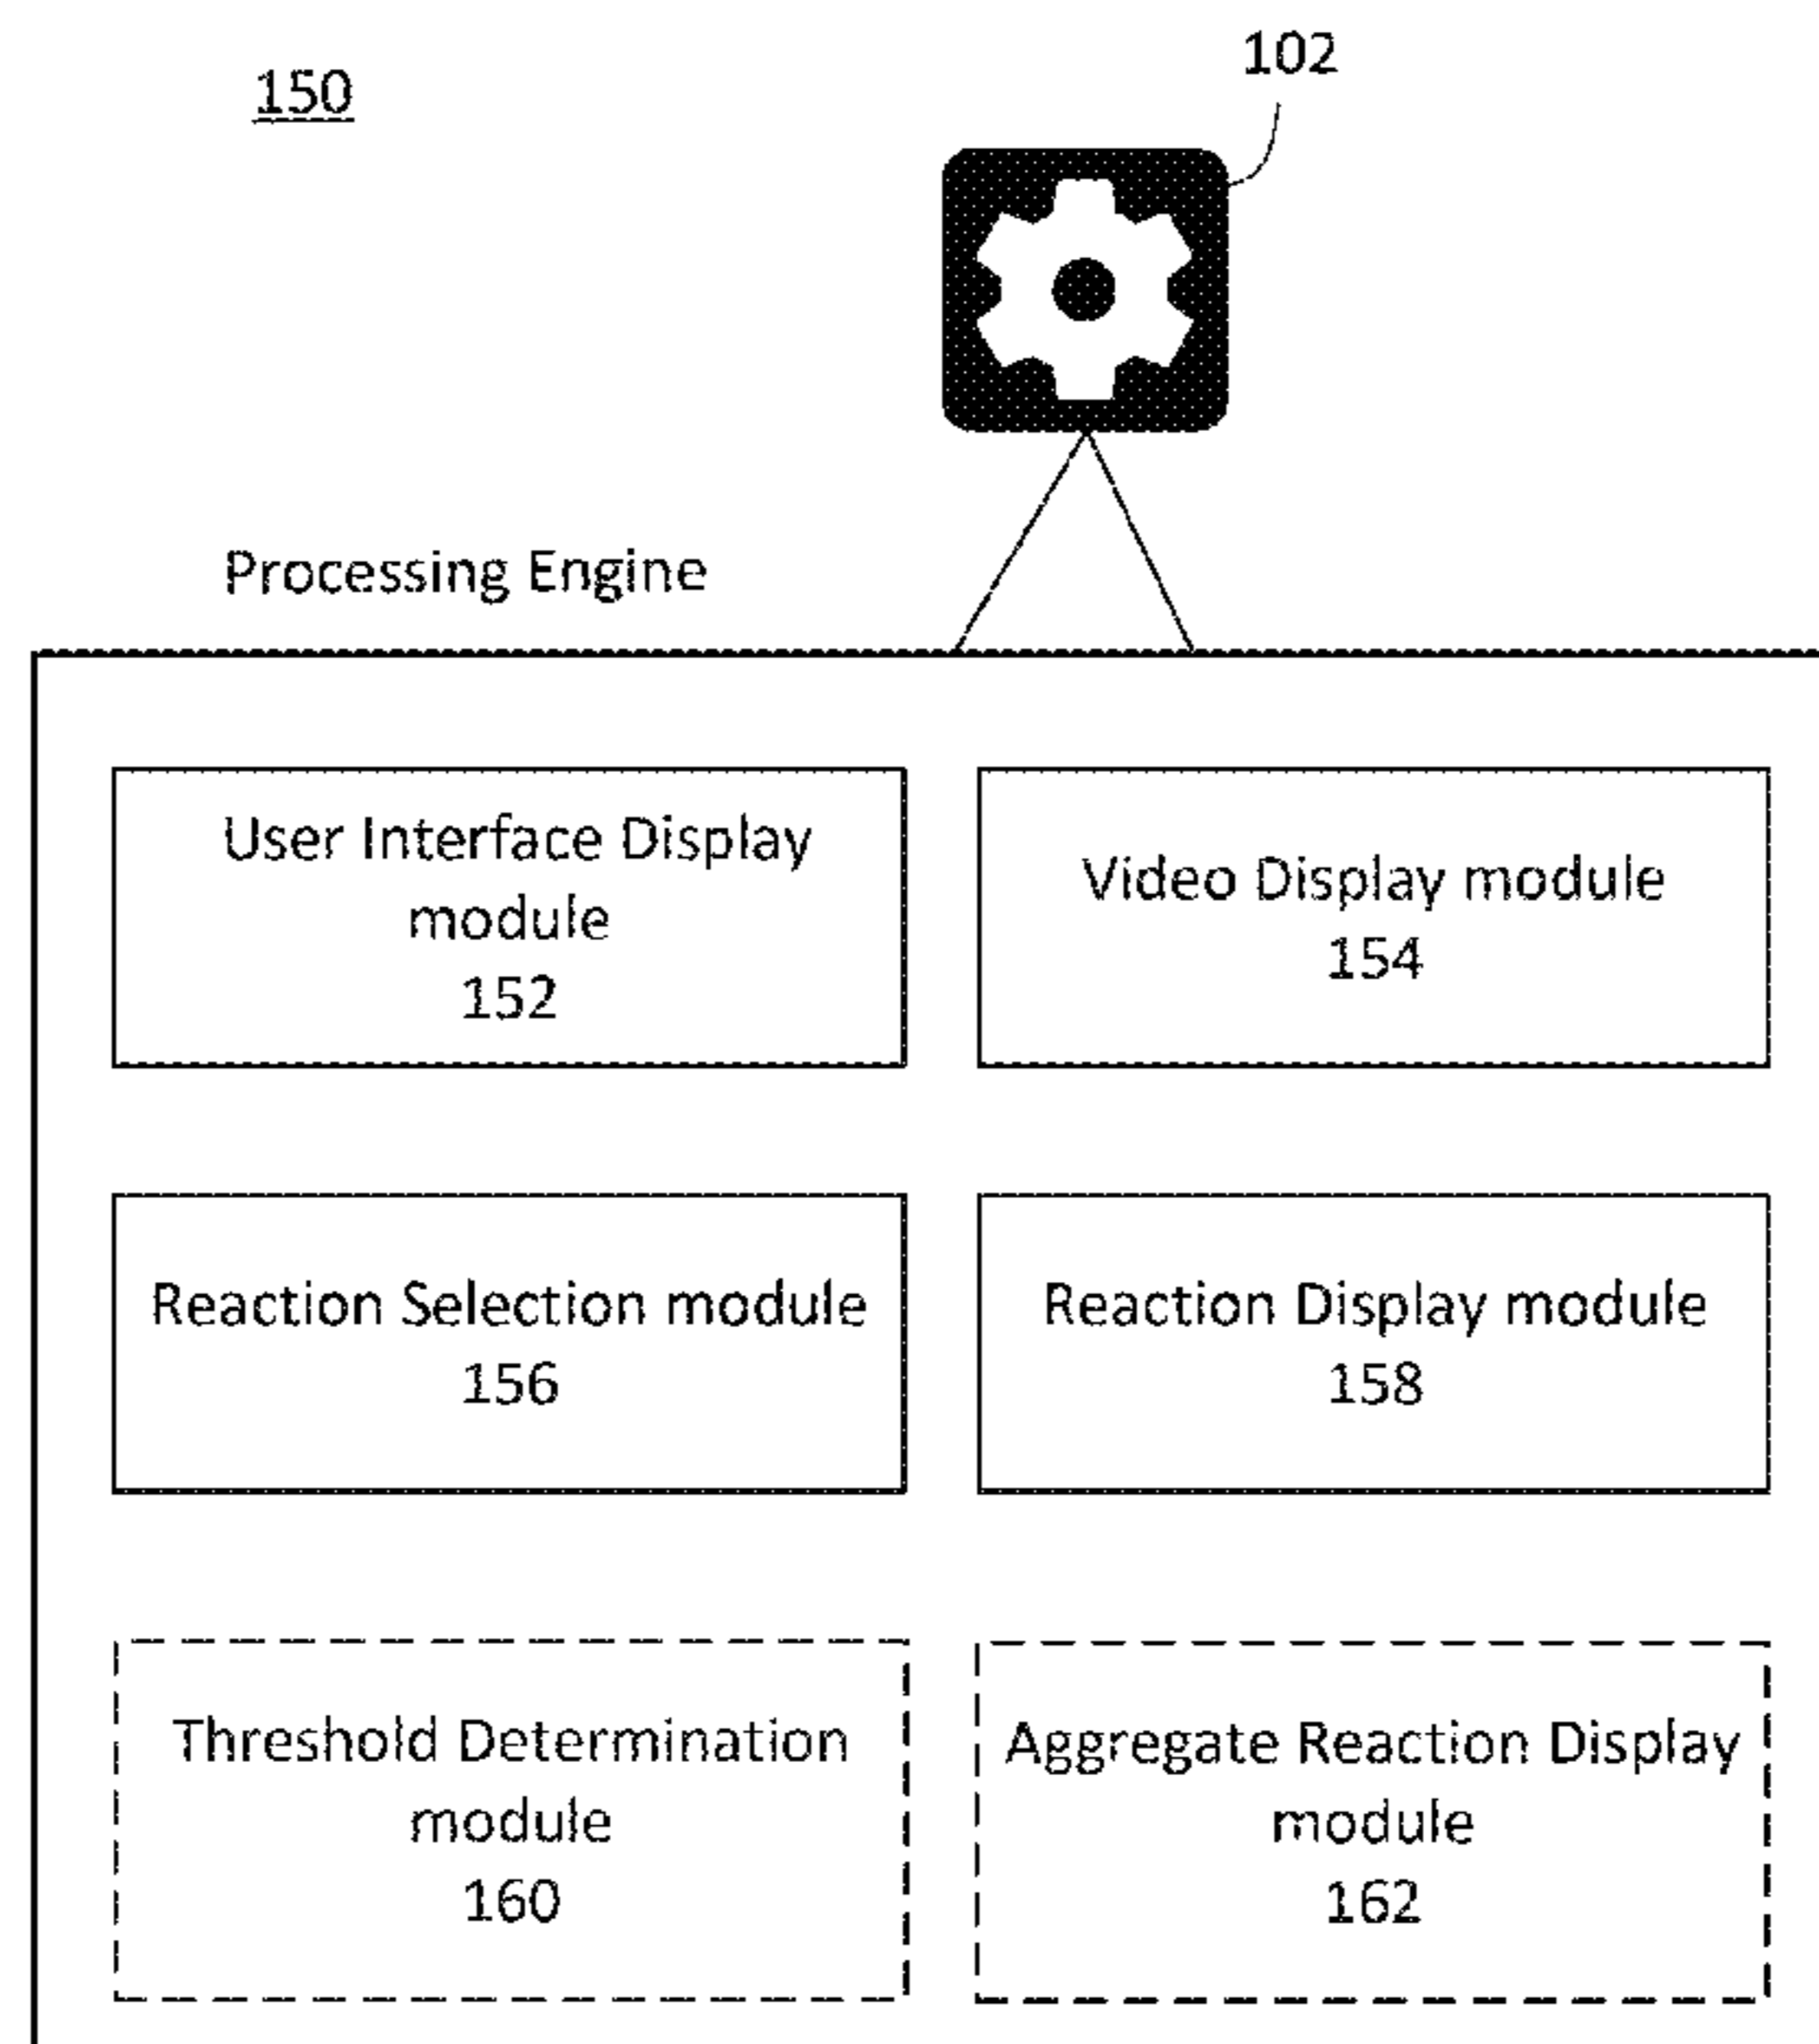 102
150
Processing Engine
User Interface Display
module
152
Video Display module
154
Reaction Selection module
156
Reaction Display module
158
Threshold Determination
module
160
Aggregate Reaction Display
module
162